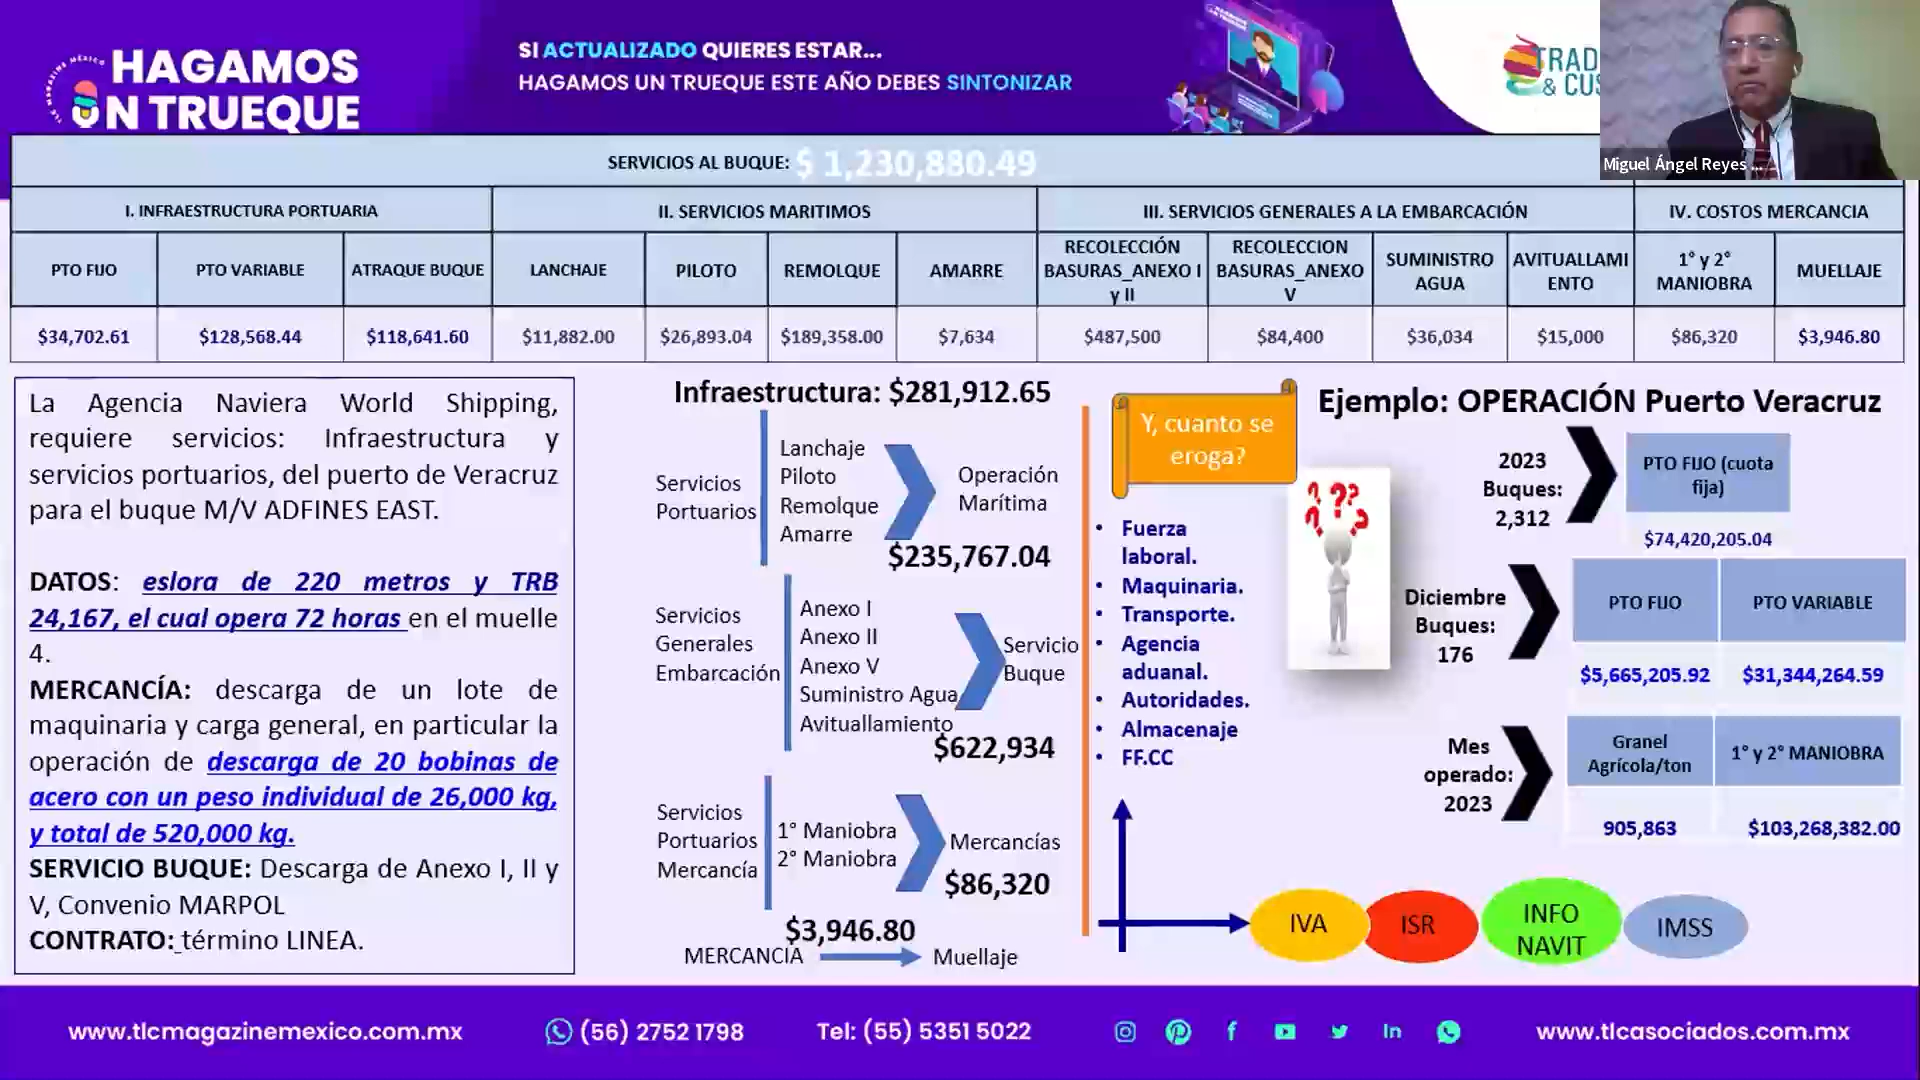 HAGAMOS
UN TRUEQUE
TLC MAGAZINE MÉXICO
SI ACTUALIZADO QUIERES ESTAR...
HAGAMOS UN TRUEQUE ESTE AÑO DEBES SINTONIZAR
HAGAMOS
UN TRUEQUE
TRAD
& CUS
Miguel Ángel Reyes ...
SERVICIOS AL BUQUE: $ 1,230,880.49
I. INFRAESTRUCTURA PORTUARIA
II. SERVICIOS MARITIMOS
III. SERVICIOS GENERALES A LA EMBARCACIÓN
IV. COSTOS MERCANCIA
PTO FIJO
PTO VARIABLE
ATRAQUE BUQUE
LANCHAJE
PILOTO
REMOLQUE
AMARRE
RECOLECCIÓN
BASURAS_ANEXO I
y II
RECOLECCION
BASURAS_ANEXO
V
SUMINISTRO
AGUA
AVITUALLAMI
ENTO
1° y 2°
MANIOBRA
MUELLAJE
$34,702.61
$128,568.44
$118,641.60
$11,882.00
$26,893.04
$189,358.00
$7,634
$487,500
$84,400
$36,034
$15,000
$86,320
$3,946.80
La Agencia Naviera World Shipping,
requiere servicios: Infraestructura y
servicios portuarios, del puerto de Veracruz
para el buque M/V ADFINES EAST.
DATOS: eslora de 220 metros y TRB
24,167, el cual opera 72 horas en el muelle
4.
MERCANCÍA: descarga de un lote de
maquinaria y carga general, en particular la
operación de descarga de 20 bobinas de
acero con un peso individual de 26,000 kg,
y total de 520,000 kg.
SERVICIO BUQUE: Descarga de Anexo I, II y
V, Convenio MARPOL
CONTRATO: término LINEA.
Infraestructura: $281,912.65
Servicios
Portuarios
Lanchaje
Piloto
Remolque
Amarre
Operación
Marítima
$235,767.04
Servicios
Generales
Embarcación
Anexo I
Anexo II
Anexo V
Suministro Agua
Avituallamiento
Servicio
Buque
$622,934
Servicios
Portuarios
Mercancía
1° Maniobra
2° Maniobra
Mercancías
$86,320
$3,946.80
MERCANCIA
Muellaje
Y, cuanto se
eroga?
• Fuerza
laboral.
• Maquinaria.
• Transporte.
• Agencia
aduanal.
• Autoridades.
• Almacenaje
• FF.CC
Ejemplo: OPERACIÓN Puerto Veracruz
2023
Buques:
2,312
PTO FIJO (cuota
fija)
$74,420,205.04
Diciembre
Buques:
176
PTO FIJO
PTO VARIABLE
$5,665,205.92
$31,344,264.59
Mes
operado:
2023
Granel
Agrícola/ton
1° y 2° MANIOBRA
905,863
$103,268,382.00
IVA
ISR
INFO
NAVIT
IMSS
www.tlcmagazinemexico.com.mx
(56) 2752 1798
Tel: (55) 5351 5022
www.tlcasociados.com.mx